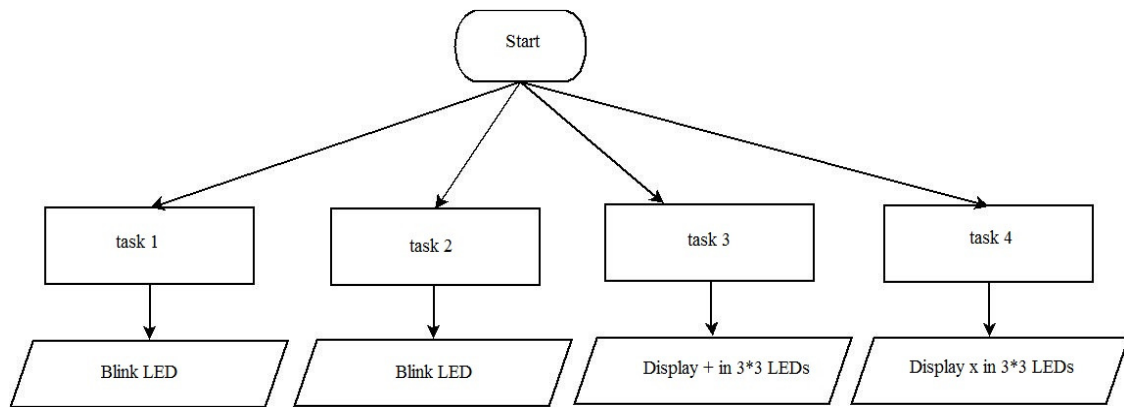 Start
task 1
task 2
task 3
task 4
Blink LED
Blink LED
Display + in 3*3 LEDs
Display x in 3*3 LEDs